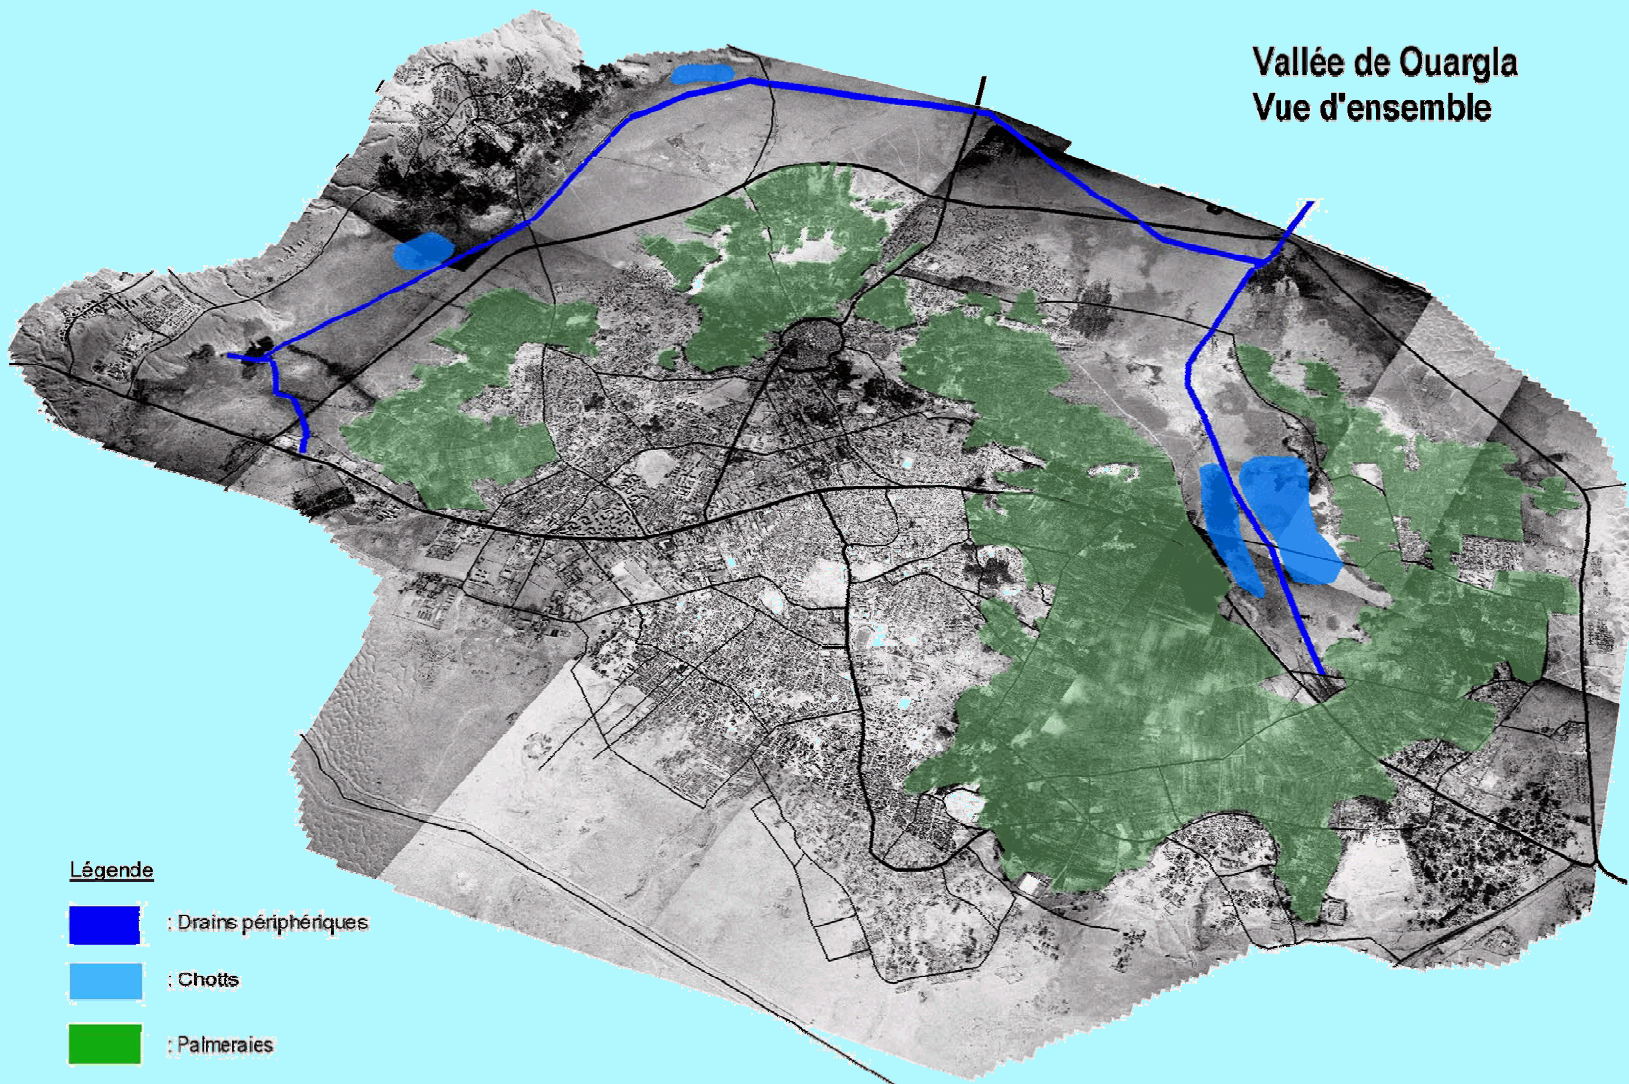 Vallée de Ouargla
Vue d'ensemble
Légende
: Drains périphériques
: Chotts
: Palmeraies